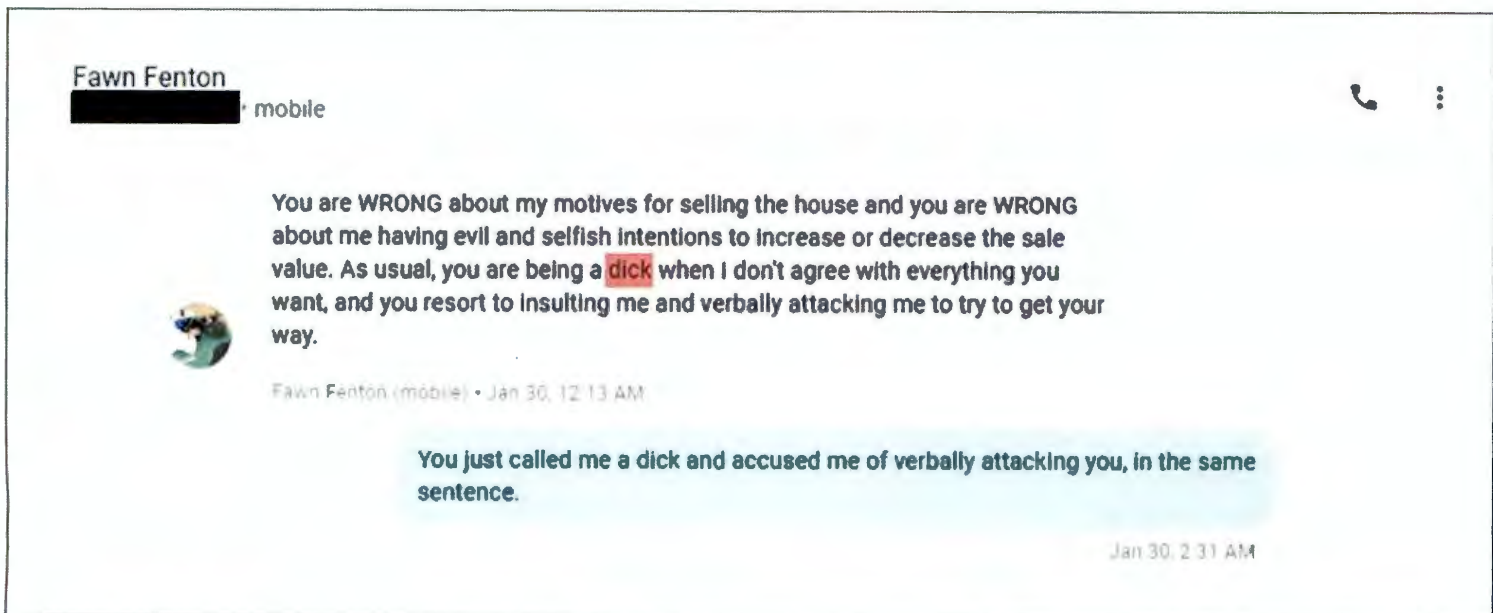 Fawn Fenton
· mobile
You are WRONG about my motives for selling the house and you are WRONG
about me having evil and selfish intentions to increase or decrease the sale
value. As usual, you are being a dick when I don't agree with everything you
want, and you resort to insulting me and verbally attacking me to try to get your
way.
Fawn Fenton (mobile) • Jan 30, 12:13 AM
You just called me a dick and accused me of verbally attacking you, in the same
sentence.
Jan 30, 2:31 AM